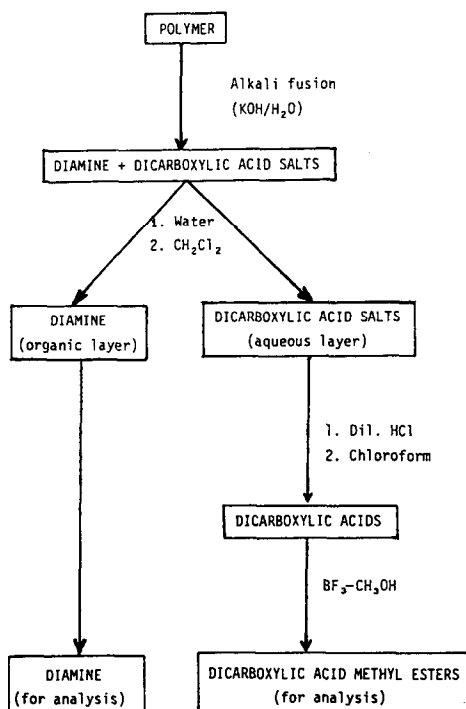 POLYMER
Alkali fusion
(KOH/H₂O)
DIAMINE + DICARBOXYLIC ACID SALTS
1. Water
2. CH₂Cl₂
DIAMINE
(organic layer)
DICARBOXYLIC ACID SALTS
(aqueous layer)
1. Dil. HCl
2. Chloroform
DICARBOXYLIC ACIDS
BF₃–CH₃OH
DIAMINE
(for analysis)
DICARBOXYLIC ACID METHYL ESTERS
(for analysis)